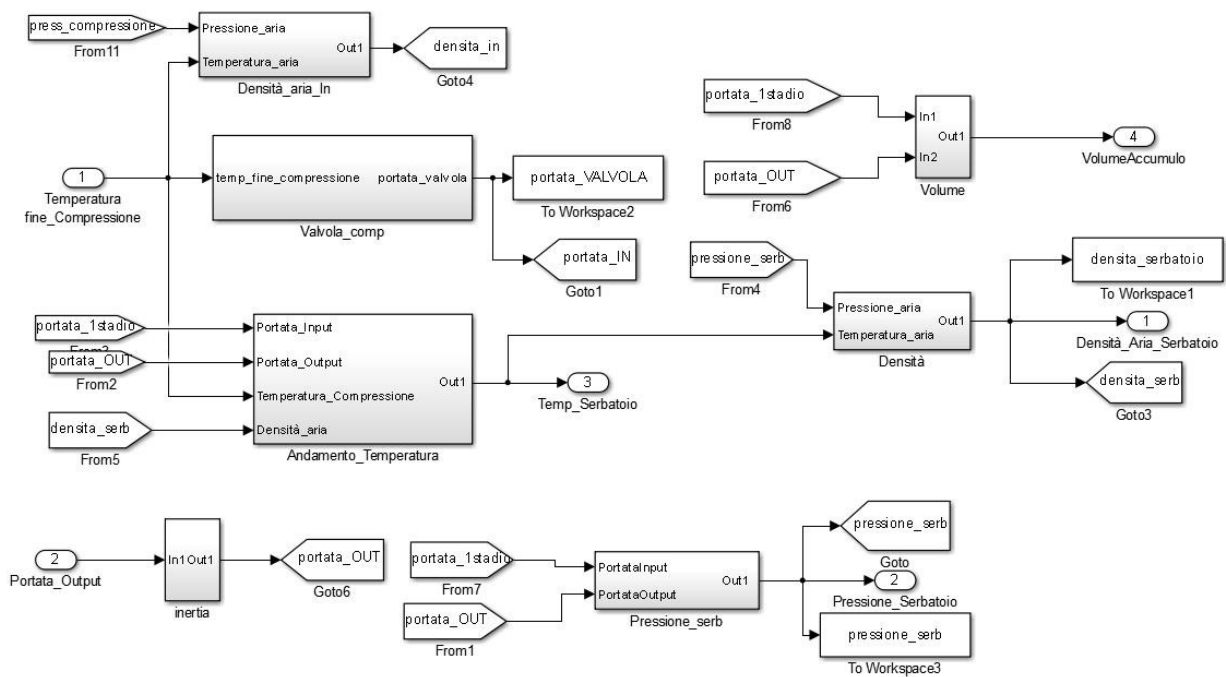 press_compressione
From11
Pressione_aria
Temperatura_aria
Out1
Densità_aria_In
densita_in
Goto4
portata_1stadio
From8
portata_OUT
From6
In1
In2
Out1
Volume
4
VolumeAccumulo
1
Temperatura
fine_Compressione
temp_fine_compressione
portata_valvola
Valvola_comp
portata_VALVOLA
To Workspace2
portata_IN
Goto1
pressione_serb
From4
Pressione_aria
Temperatura_aria
Out1
Densità
densita_serbatoio
To Workspace1
1
Densità_Aria_Serbatoio
densita_serb
Goto3
portata_1stadio
From3
portata_OUT
From2
densita_serb
From5
Portata_Input
Portata_Output
Temperatura_Compressione
Densità_aria
Out1
Andamento_Temperatura
3
Temp_Serbatoio
2
Portata_Output
In1 Out1
inertia
portata_OUT
Goto6
portata_1stadio
From7
portata_OUT
From1
PortataInput
PortataOutput
Out1
Pressione_serb
pressione_serb
Goto
2
Pressione_Serbatoio
pressione_serb
To Workspace3